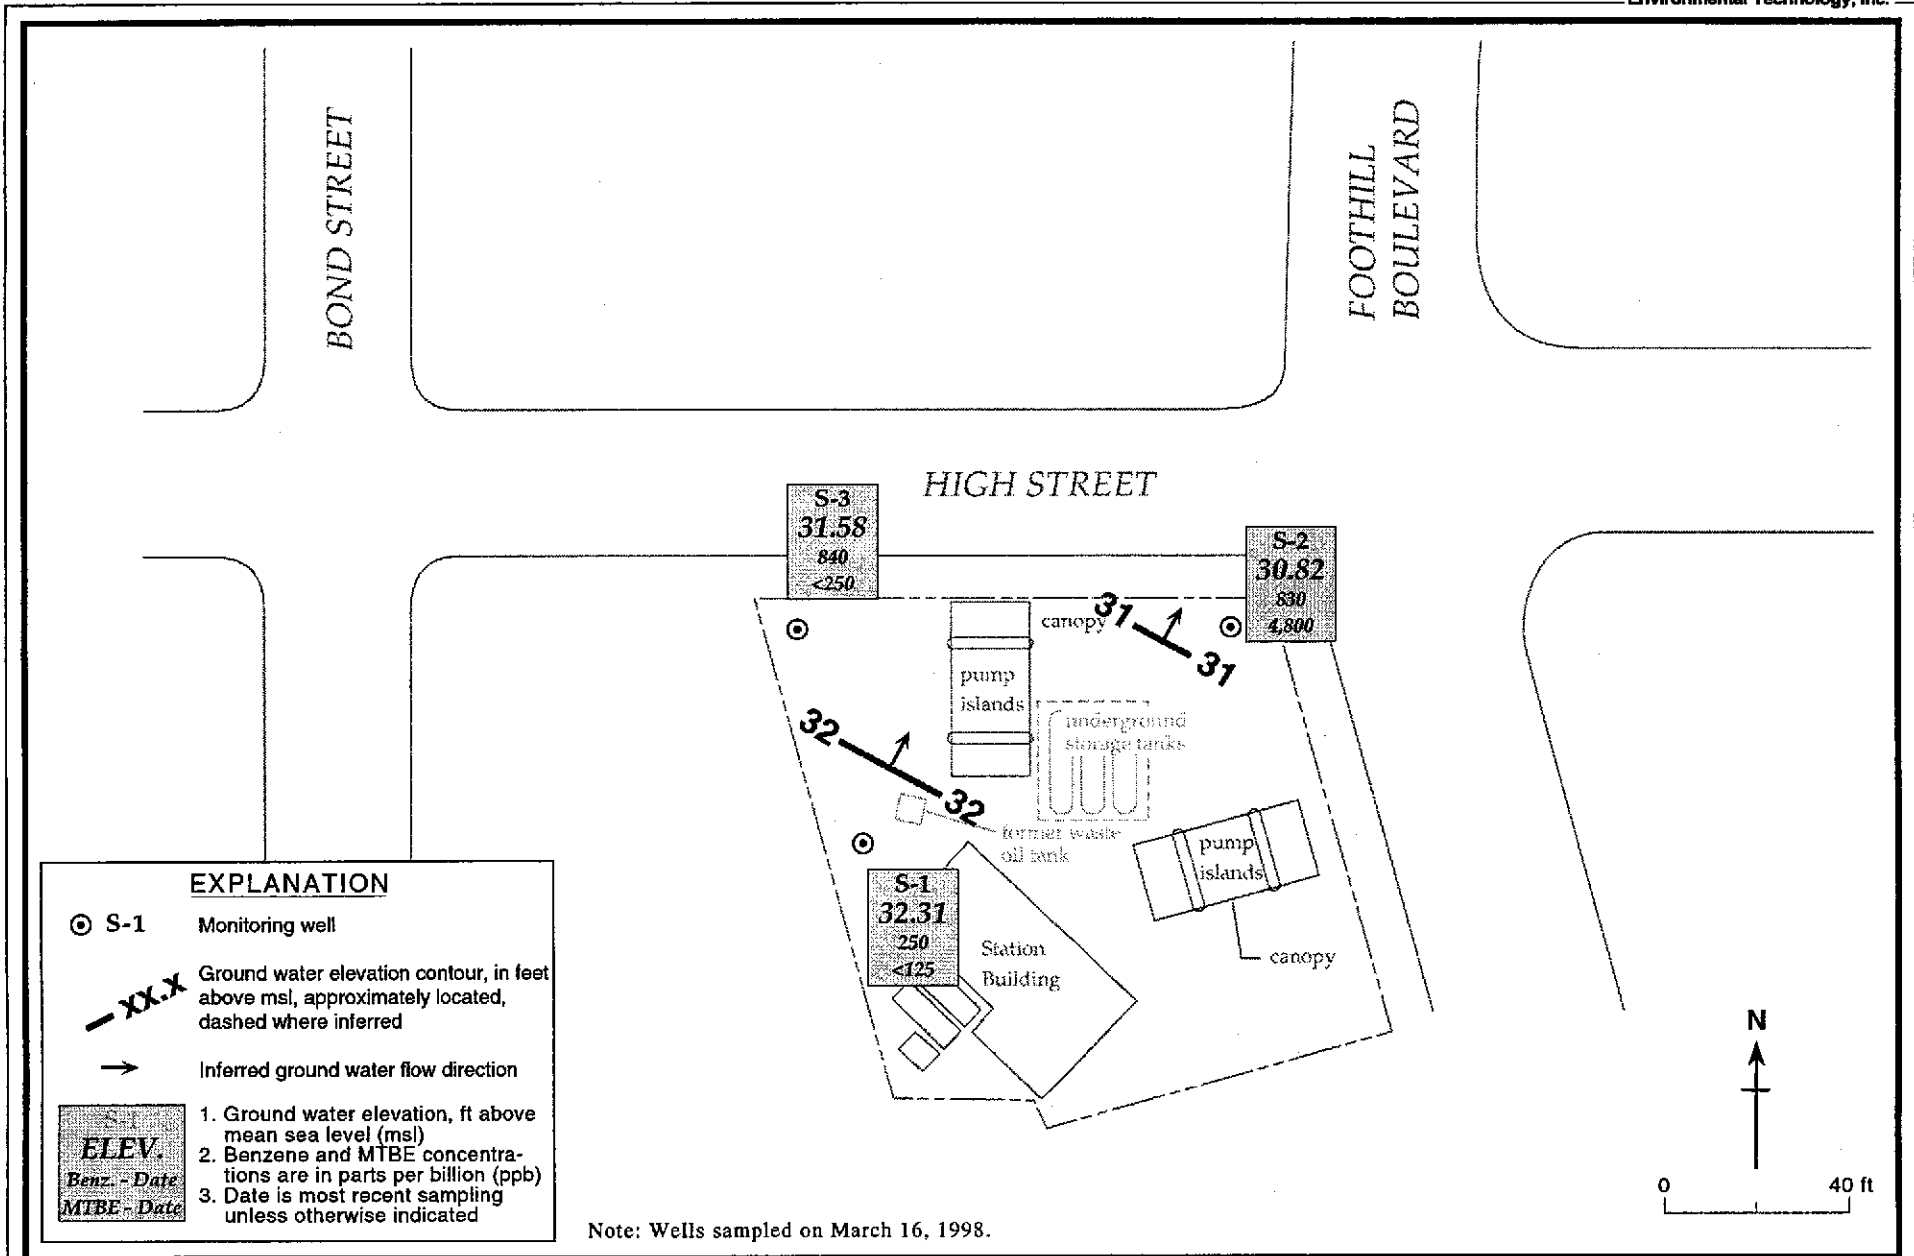 Environmental Technology, Inc.
BOND STREET
FOOTHILL
BOULEVARD
HIGH STREET
S-3
31.58
840
<250
S-2
30.82
830
4,800
canopy
31
31
pump
islands
underground
storage tanks
32
32
former waste
oil tank
pump
islands
canopy
S-1
32.31
250
<125
Station
Building
EXPLANATION
S-1 Monitoring well
XX.X Ground water elevation contour, in feet
above msl, approximately located,
dashed where inferred
Inferred ground water flow direction
S-1
ELEV.
Benz. - Date
MTBE - Date
1. Ground water elevation, ft above
mean sea level (msl)
2. Benzene and MTBE concentra-
tions are in parts per billion (ppb)
3. Date is most recent sampling
unless otherwise indicated
Note: Wells sampled on March 16, 1998.
N
0 40 ft